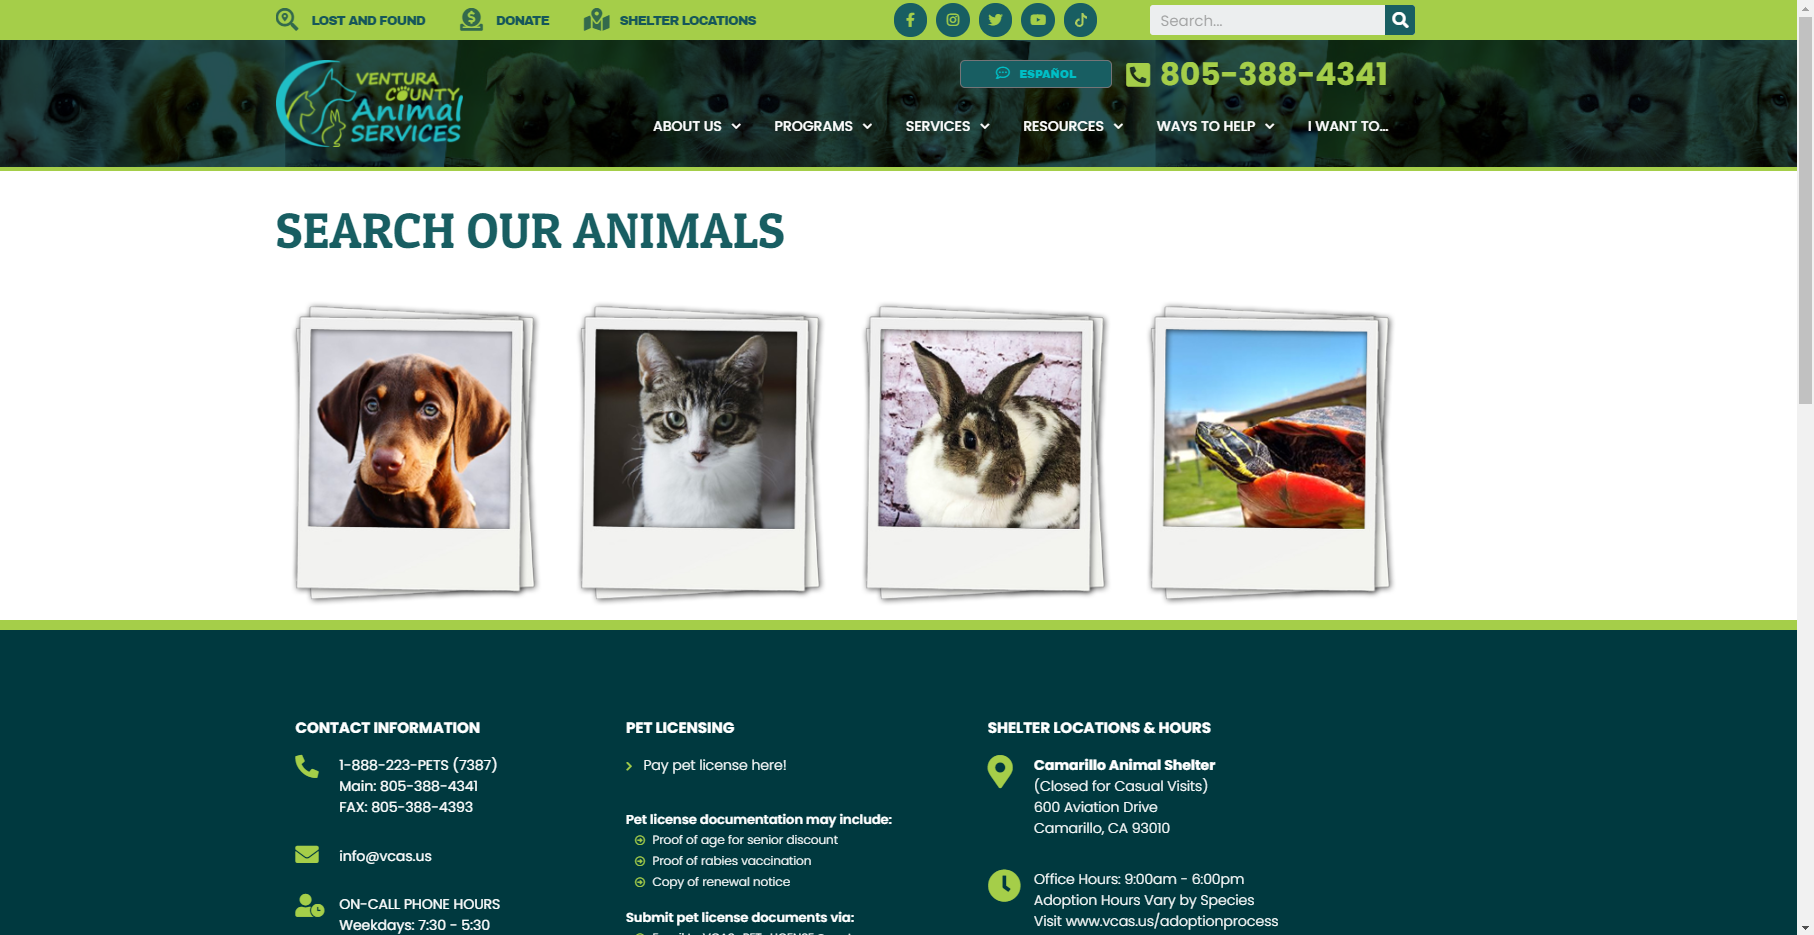 LOST AND FOUND
DONATE
SHELTER LOCATIONS
Search...
VENTURA
COUNTY
Animal
SERVICES
ESPAÑOL
805-388-4341
ABOUT US
PROGRAMS
SERVICES
RESOURCES
WAYS TO HELP
I WANT TO...
SEARCH OUR ANIMALS
CONTACT INFORMATION
1-888-223-PETS (7387)
Main: 805-388-4341
FAX: 805-388-4393
info@vcas.us
ON-CALL PHONE HOURS
Weekdays: 7:30 - 5:30
PET LICENSING
Pay pet license here!
Pet license documentation may include:
Proof of age for senior discount
Proof of rabies vaccination
Copy of renewal notice
Submit pet license documents via:
SHELTER LOCATIONS & HOURS
Camarillo Animal Shelter
(Closed for Casual Visits)
600 Aviation Drive
Camarillo, CA 93010
Office Hours: 9:00am - 6:00pm
Adoption Hours Vary by Species
Visit www.vcas.us/adoptionprocess